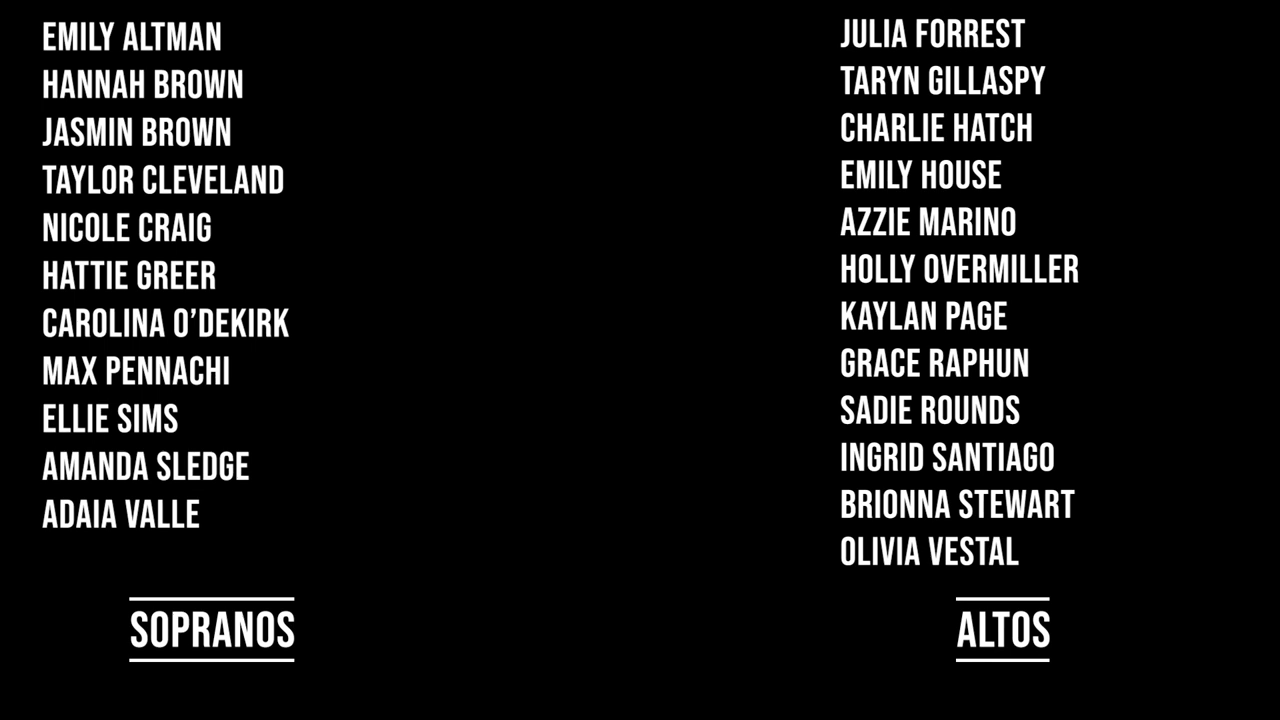 EMILY ALTMAN
HANNAH BROWN
JASMIN BROWN
TAYLOR CLEVELAND
NICOLE CRAIG
HATTIE GREER
CAROLINA O’DEKIRK
MAX PENNACHI
ELLIE SIMS
AMANDA SLEDGE
ADAIA VALLE
SOPRANOS
JULIA FORREST
TARYN GILLASPY
CHARLIE HATCH
EMILY HOUSE
AZZIE MARINO
HOLLY OVERMILLER
KAYLAN PAGE
GRACE RAPHUN
SADIE ROUNDS
INGRID SANTIAGO
BRIONNA STEWART
OLIVIA VESTAL
ALTOS